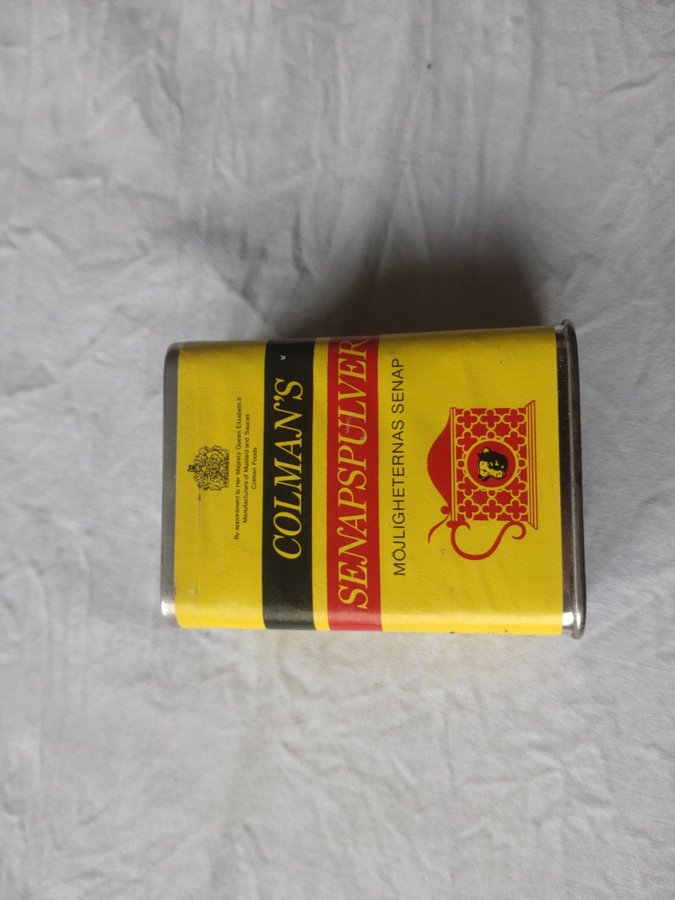 By appointment to Her Majesty Queen Elizabeth II
Manufacturers of Mustard and Sauces
Colman Foods
COLMAN'S
SENAPSPULVER
MÖJLIGHETERNAS SENAP